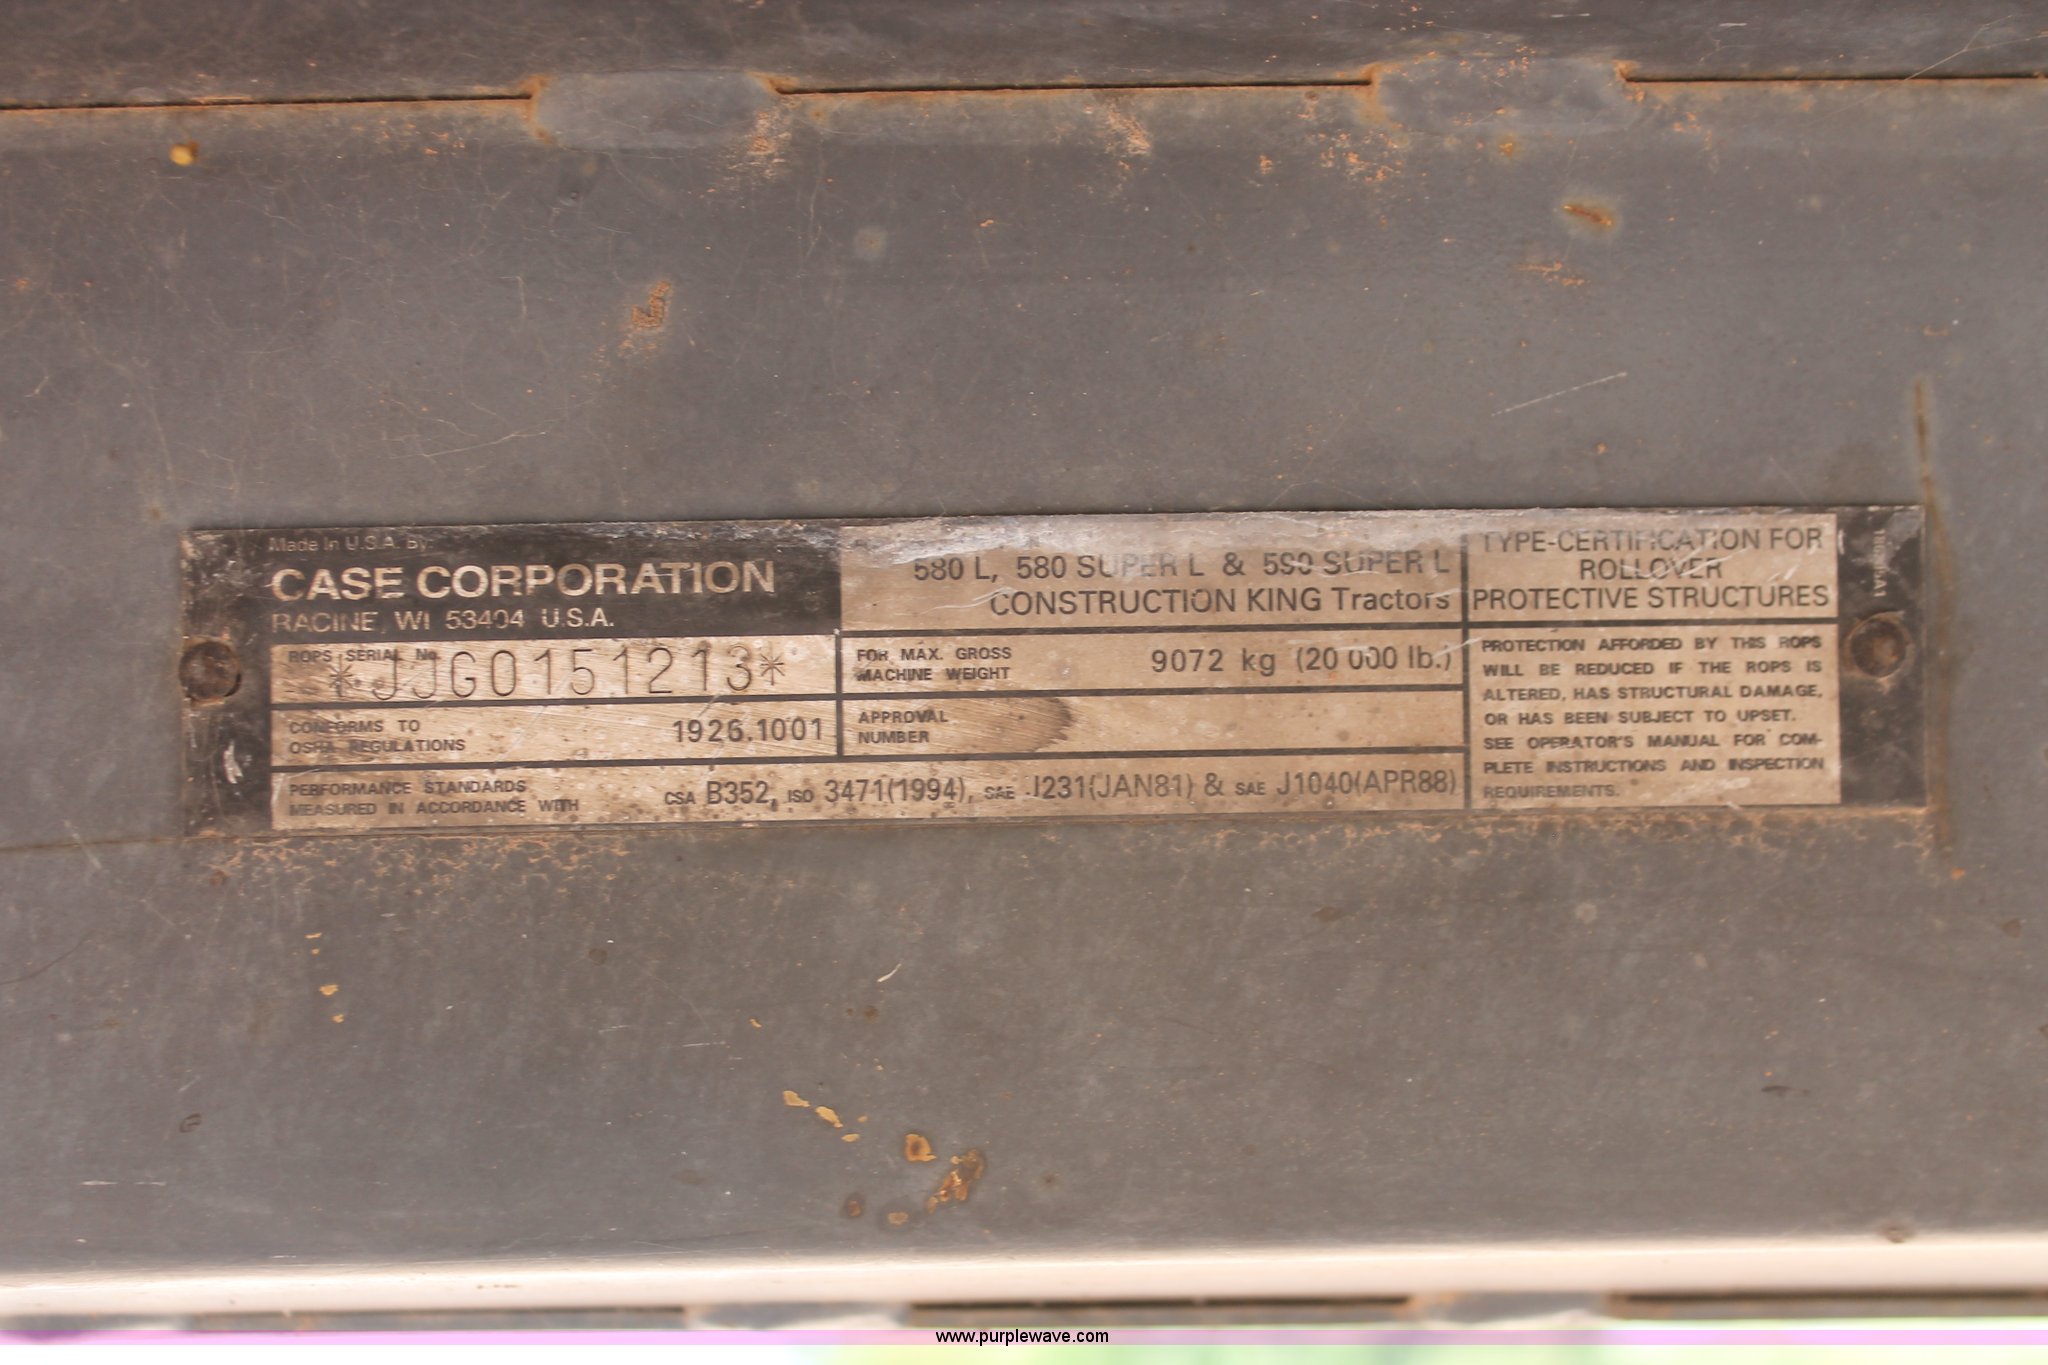 Made In U.S.A. By:
CASE CORPORATION
RACINE, WI 53404 U.S.A.
ROPS SERIAL No.
*JJG0151213*
CONFORMS TO
OSHA REGULATIONS
1926.1001
580 L, 580 SUPER L & 590 SUPER L
CONSTRUCTION KING Tractors
FOR MAX. GROSS
MACHINE WEIGHT
9072 kg (20 000 lb.)
APPROVAL
NUMBER
PERFORMANCE STANDARDS
MEASURED IN ACCORDANCE WITH
CSA B352, ISO 3471(1994), SAE J231(JAN81) & SAE J1040(APR88)
TYPE-CERTIFICATION FOR
ROLLOVER
PROTECTIVE STRUCTURES
PROTECTION AFFORDED BY THIS ROPS
WILL BE REDUCED IF THE ROPS IS
ALTERED, HAS STRUCTURAL DAMAGE,
OR HAS BEEN SUBJECT TO UPSET.
SEE OPERATOR'S MANUAL FOR COM-
PLETE INSTRUCTIONS AND INSPECTION
REQUIREMENTS.
www.purplewave.com